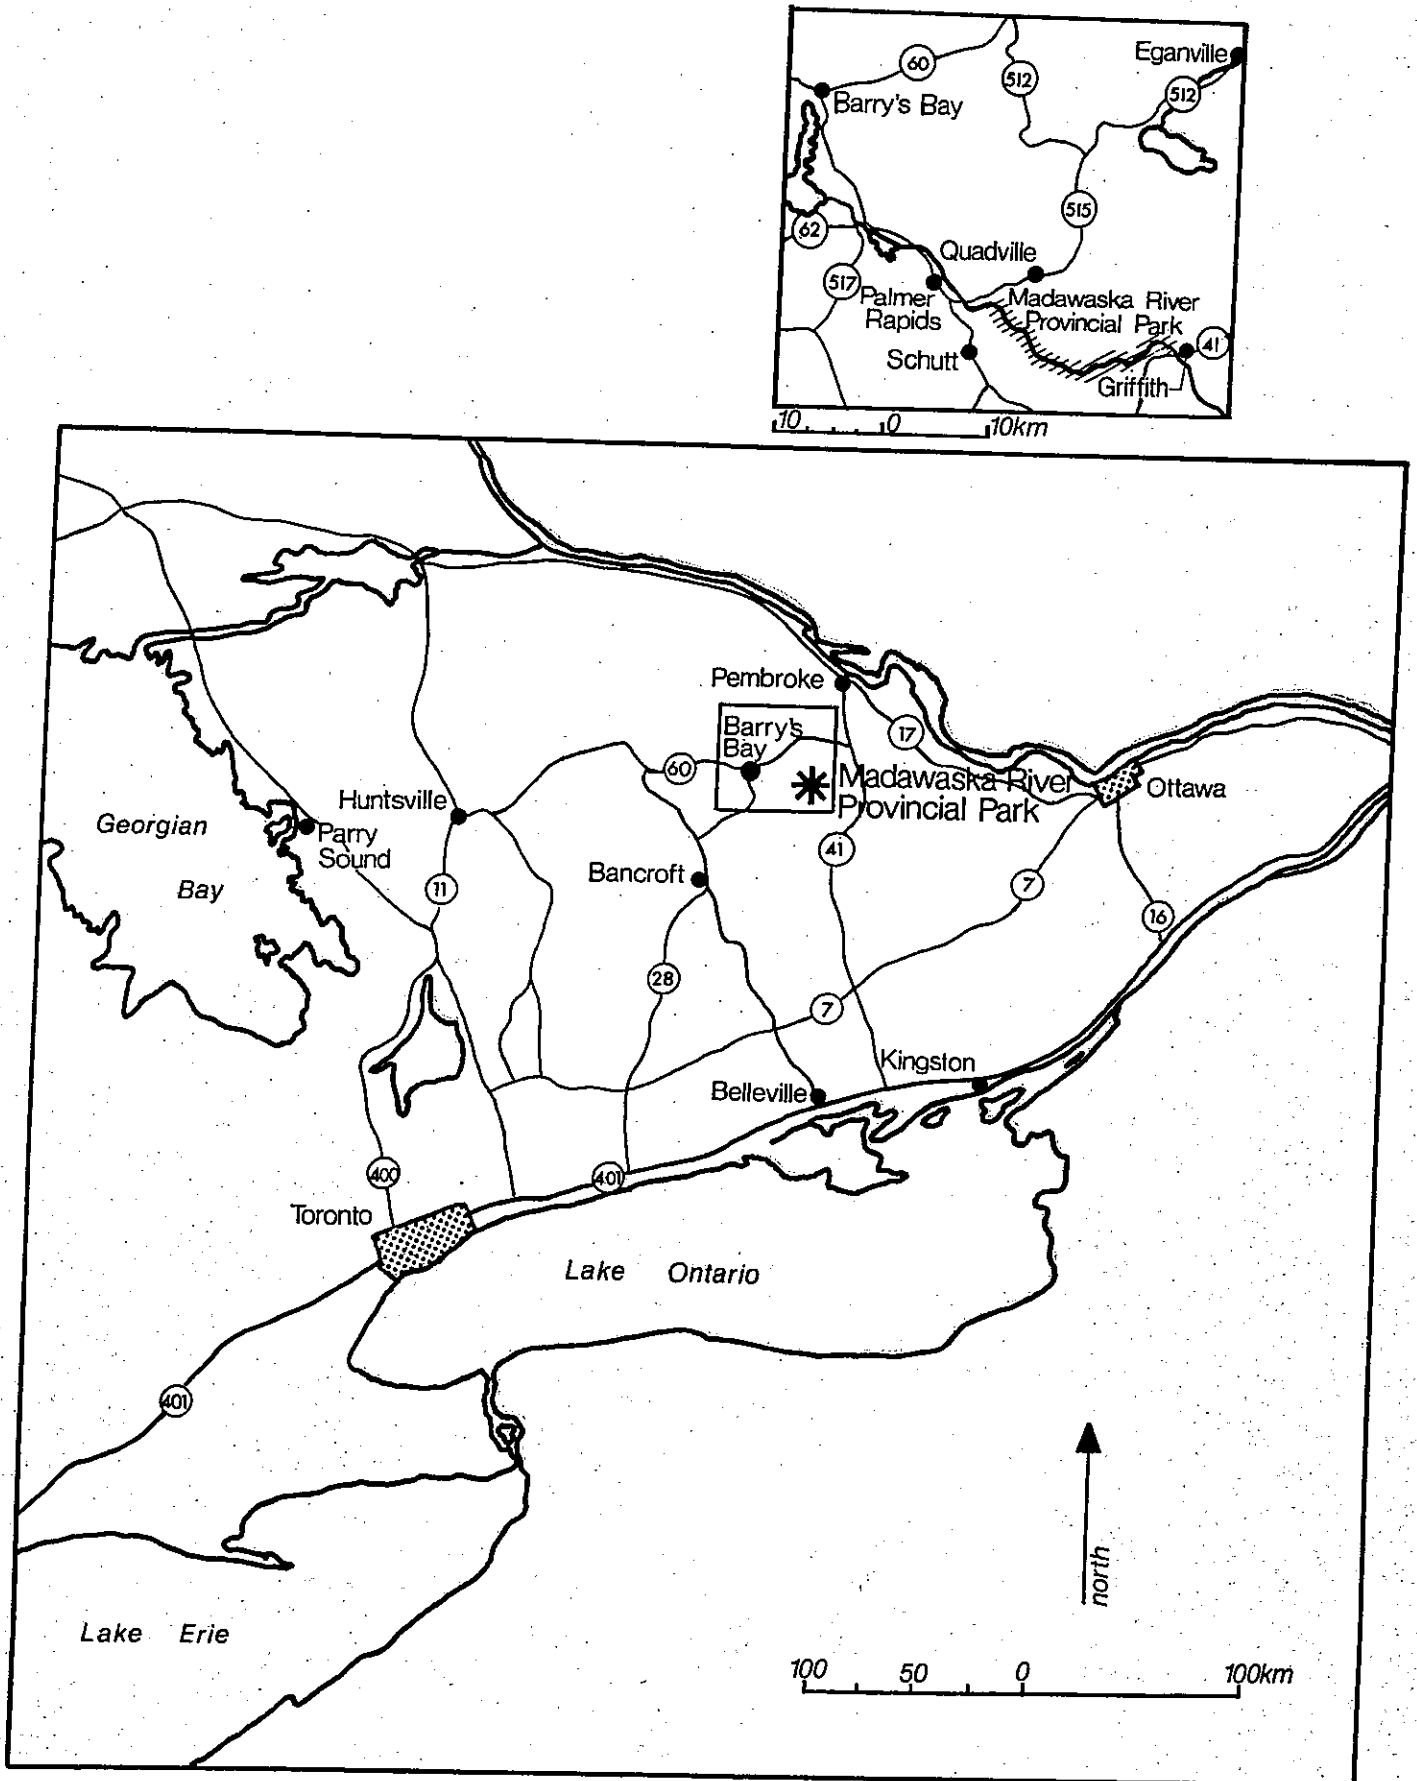 Eganville
60
512
512
Barry's Bay
515
62
Quadville
517
Palmer
Rapids
Madawaska River
Provincial Park
41
Schutt
Griffith
10 0 10km
Pembroke
Barry's
Bay
17
60
Madawaska River
Provincial Park
Ottawa
Huntsville
Georgian
Bay
Parry
Sound
41
Bancroft
11
7
16
28
7
Kingston
Belleville
400
401
Toronto
Lake Ontario
401
north
Lake Erie
100 50 0 100km